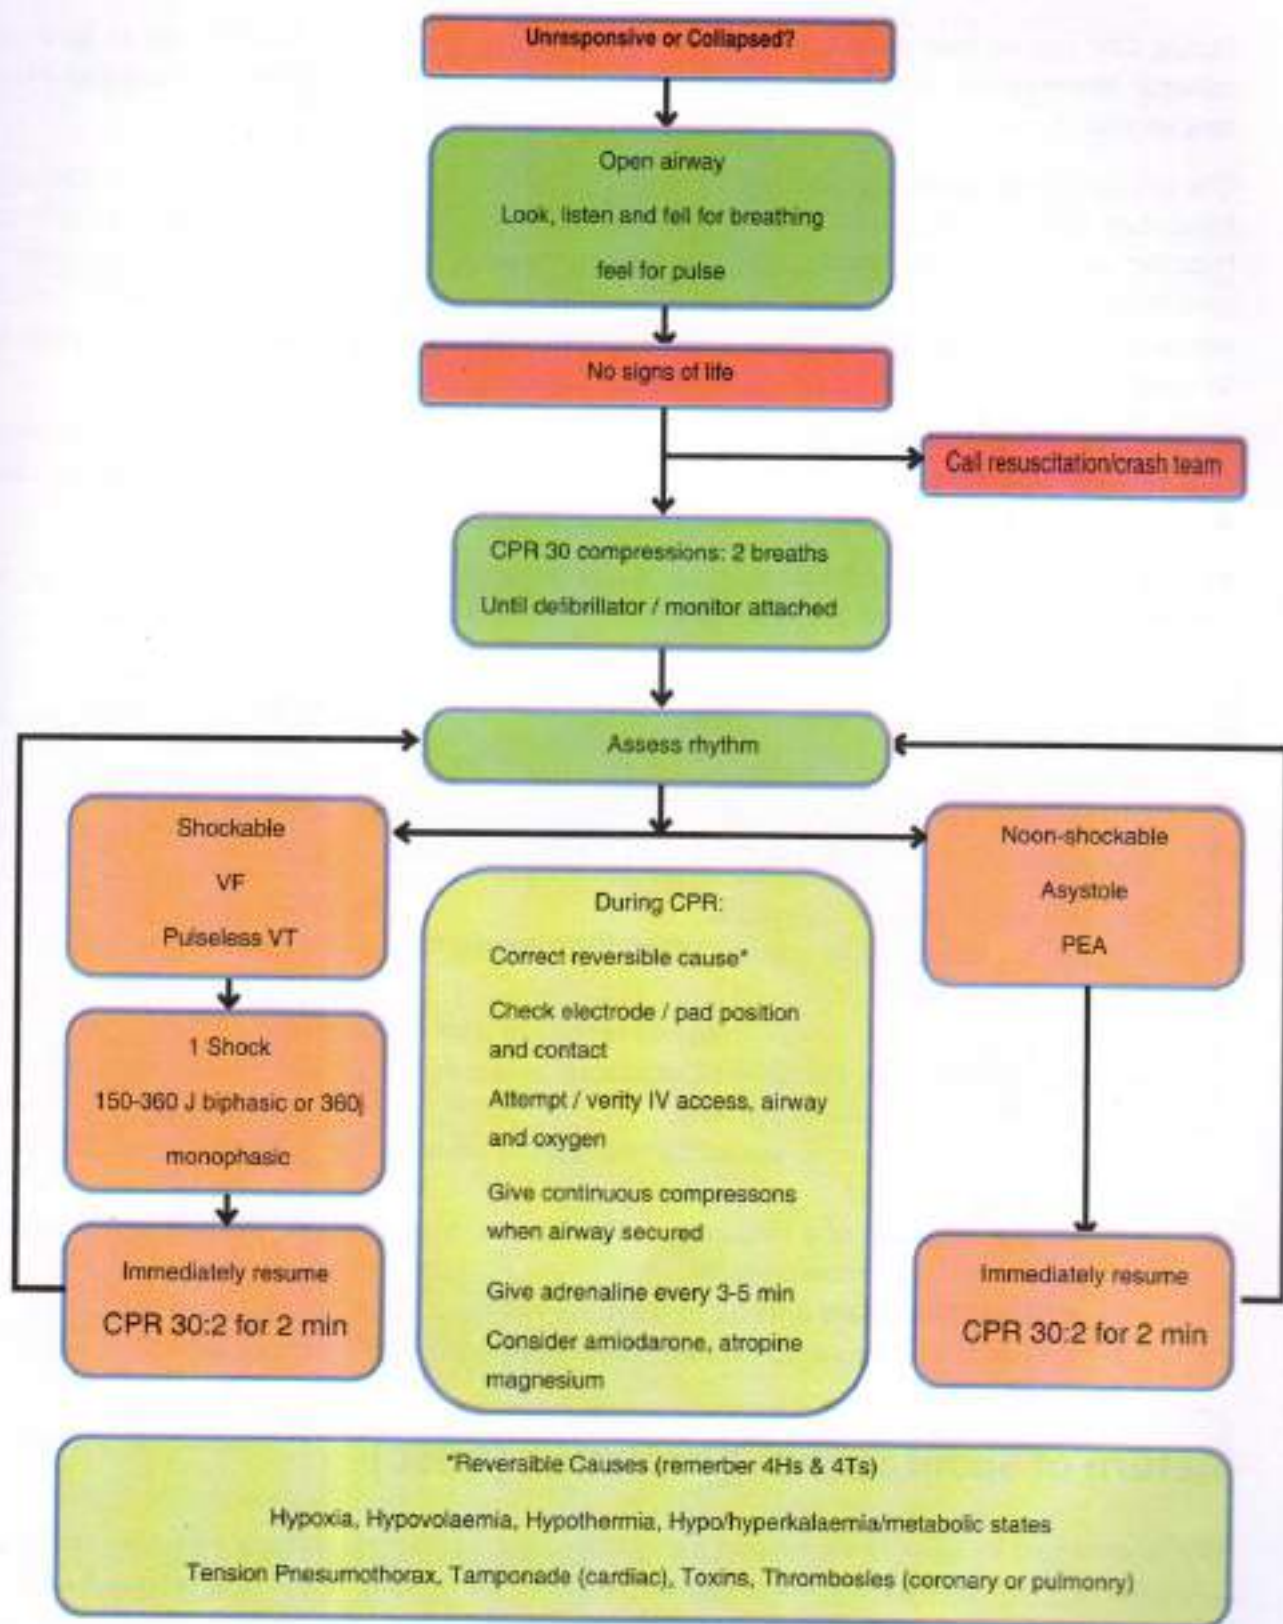 Unresponsive or Collapsed?
Open airway
Look, listen and fell for breathing
feel for pulse
No signs of life
Call resuscitation/crash team
CPR 30 compressions: 2 breaths
Until defibrillator / monitor attached
Assess rhythm
Shockable
VF
Pulseless VT
1 Shock
150-360 J biphasic or 360j
monophasic
Immediately resume
CPR 30:2 for 2 min
During CPR:
Correct reversible cause*
Check electrode / pad position
and contact
Attempt / verity IV access, airway
and oxygen
Give continuous compressons
when airway secured
Give adrenaline every 3-5 min
Consider amiodarone, atropine
magnesium
Noon-shockable
Asystole
PEA
Immediately resume
CPR 30:2 for 2 min
*Reversible Causes (remerber 4Hs & 4Ts)
Hypoxia, Hypovolaemia, Hypothermia, Hypo/hyperkalaemia/metabolic states
Tension Pnesumothorax, Tamponade (cardiac), Toxins, Thrombosles (coronary or pulmonry)